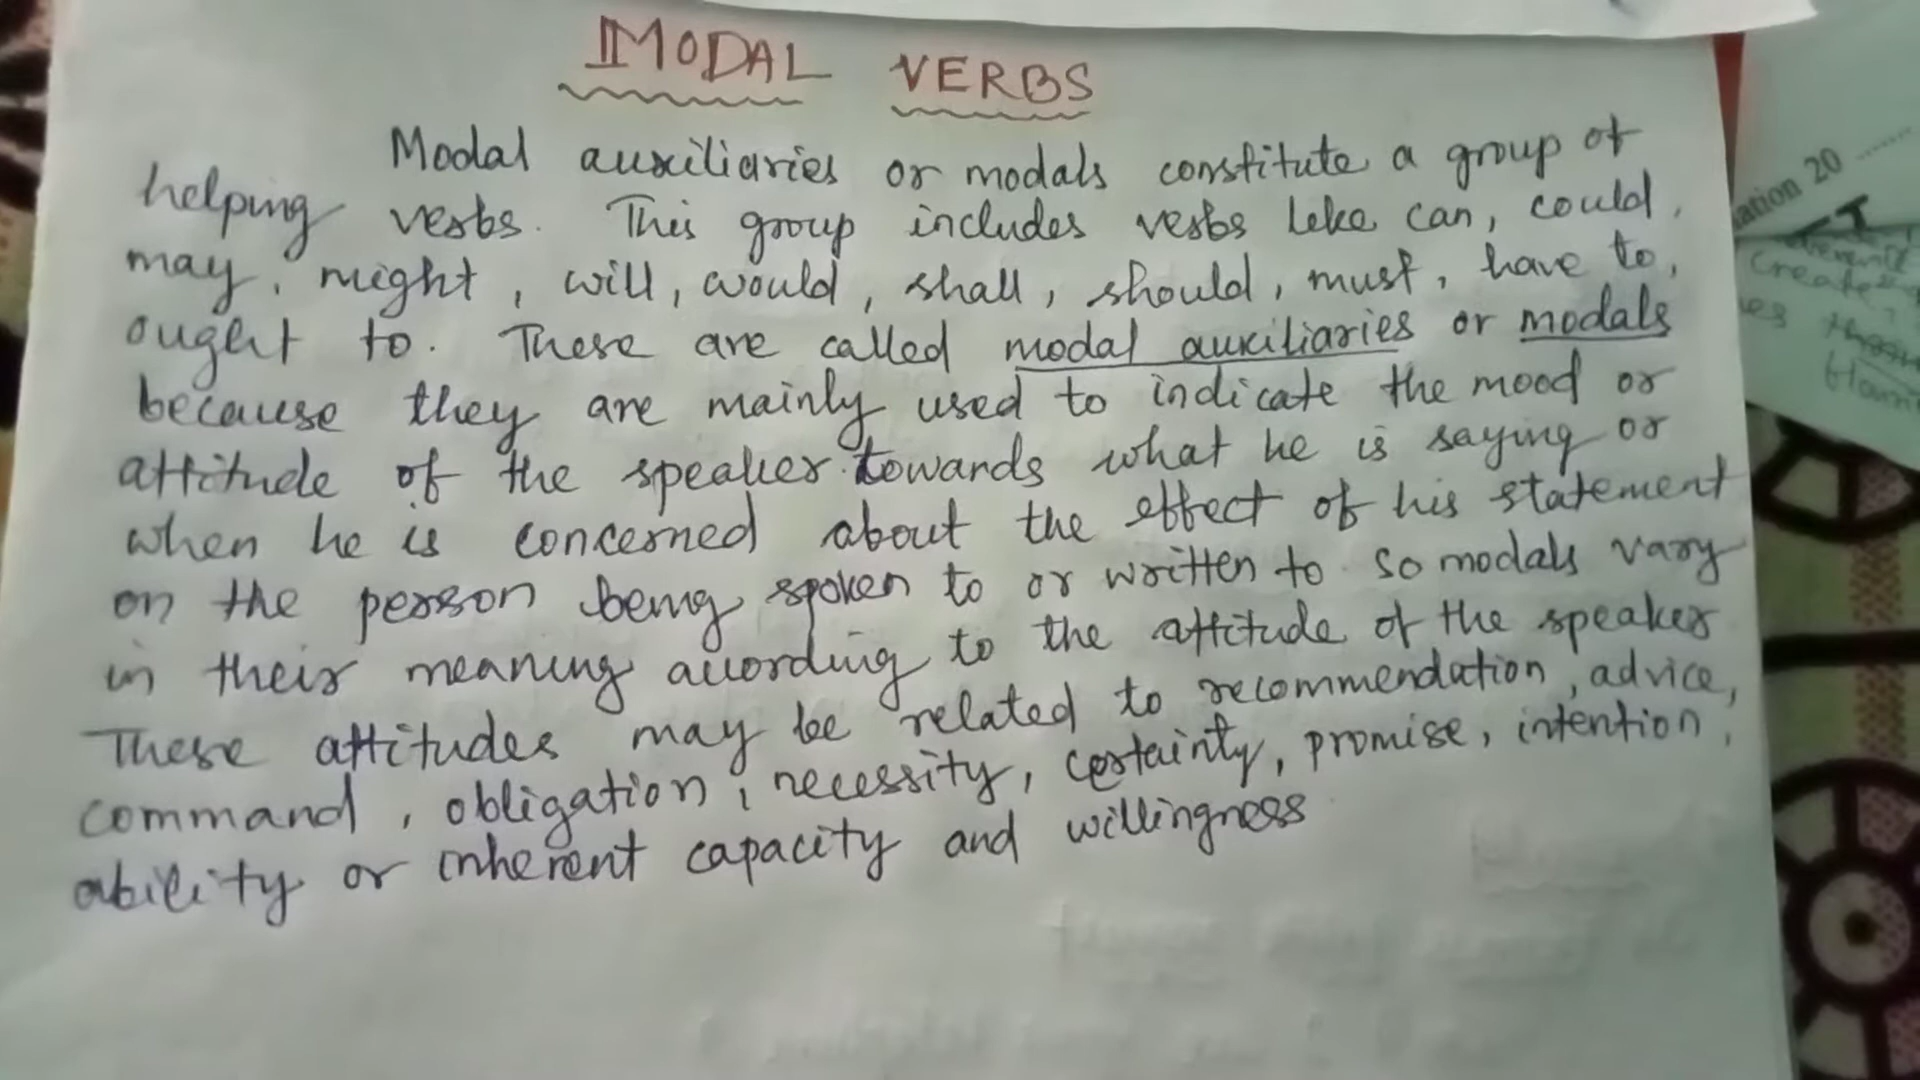 MODAL VERBS
Modal auxiliaries or modals constitute a group of
helping verbs. This group includes verbs leke can, could,
may, might, will, would, shall, should, must, have to,
ought to. These are called modal auxiliaries or modals
because they are mainly used to indicate the mood or
attitude of the speaker towards what he is saying or
when he is concerned about the effect of his statement
on the person being spoken to or written to. So modals vary
in their meaning according to the attitude of the speaker
These attitudes may be related to recommendation, advice,
command, obligation, necessity, certainty, promise, intention,
ability or inherent capacity and willingness
ation 20 ......
Create